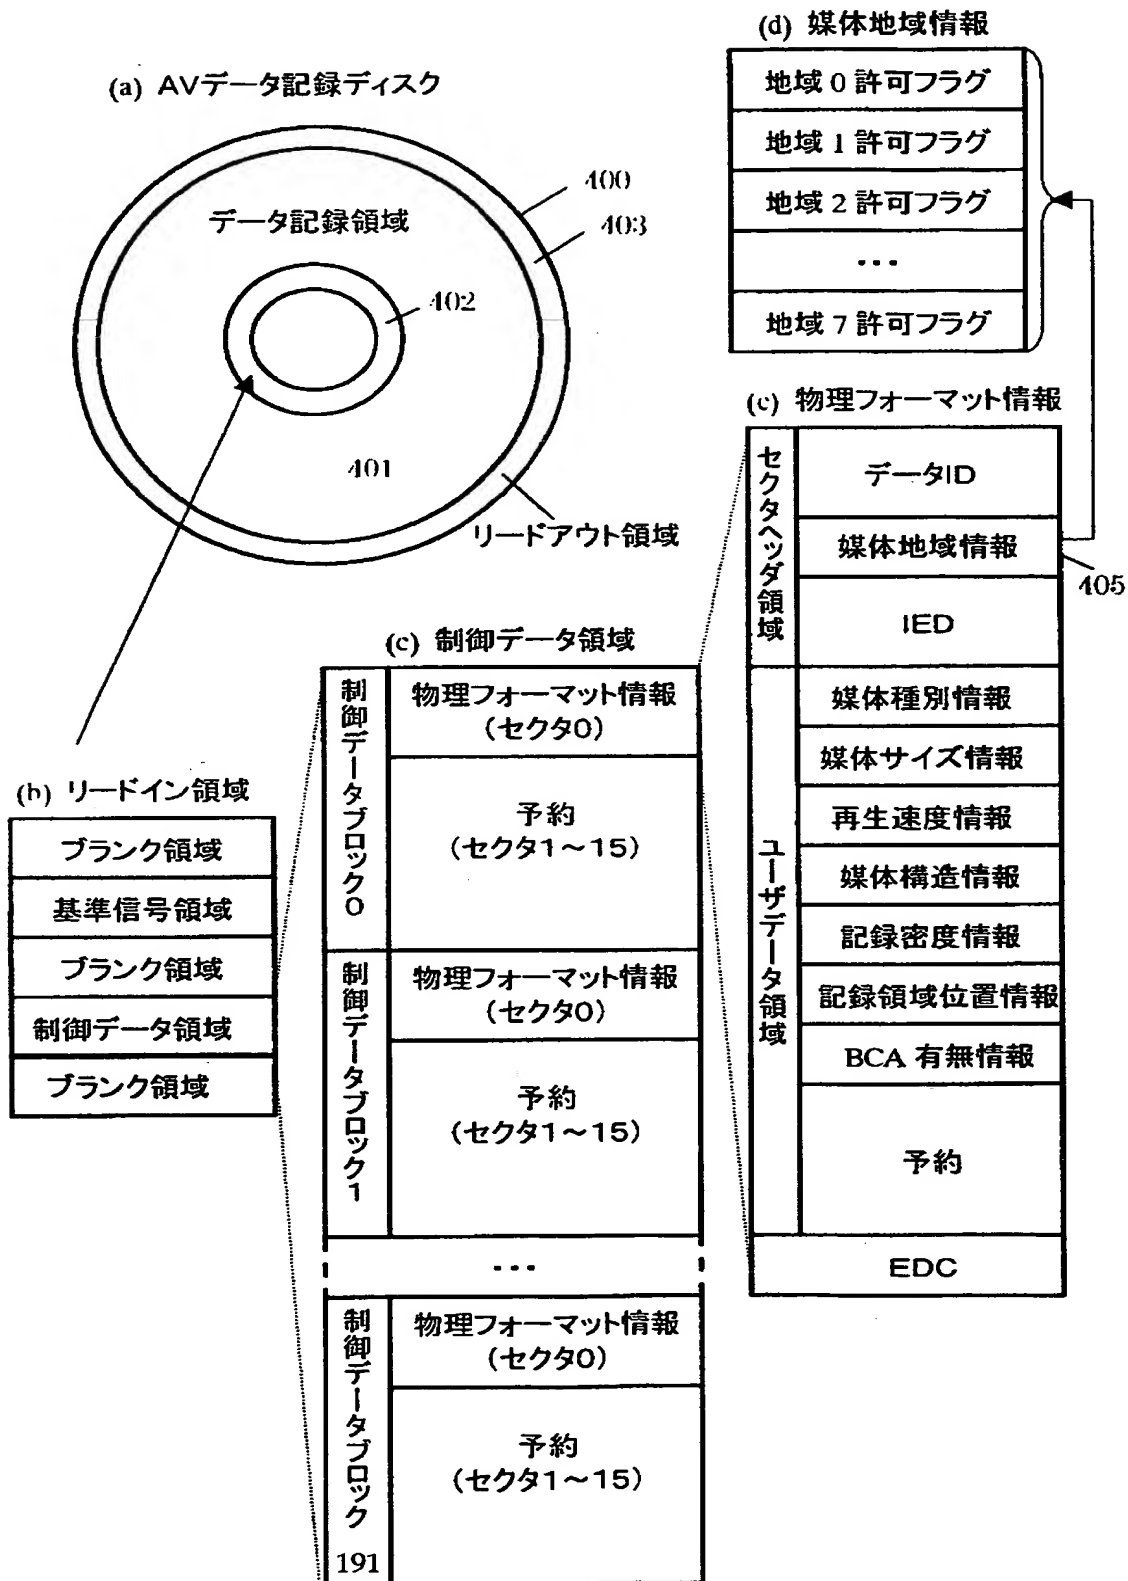 (a) AVデータ記録ディスク
400
403
データ記録領域
402
401
リードアウト領域
(b) リードイン領域
ブランク領域
基準信号領域
ブランク領域
制御データ領域
ブランク領域
(c) 制御データ領域
制御データブロック0
物理フォーマット情報
(セクタ0)
予約
(セクタ1～15)
制御データブロック1
物理フォーマット情報
(セクタ0)
予約
(セクタ1～15)
...
制御データブロック
191
物理フォーマット情報
(セクタ0)
予約
(セクタ1～15)
(d) 媒体地域情報
地域 0 許可フラグ
地域 1 許可フラグ
地域 2 許可フラグ
...
地域 7 許可フラグ
(c) 物理フォーマット情報
セクタヘッダ領域
データID
媒体地域情報
405
IED
ユーザデータ領域
媒体種別情報
媒体サイズ情報
再生速度情報
媒体構造情報
記録密度情報
記録領域位置情報
BCA 有無情報
予約
EDC